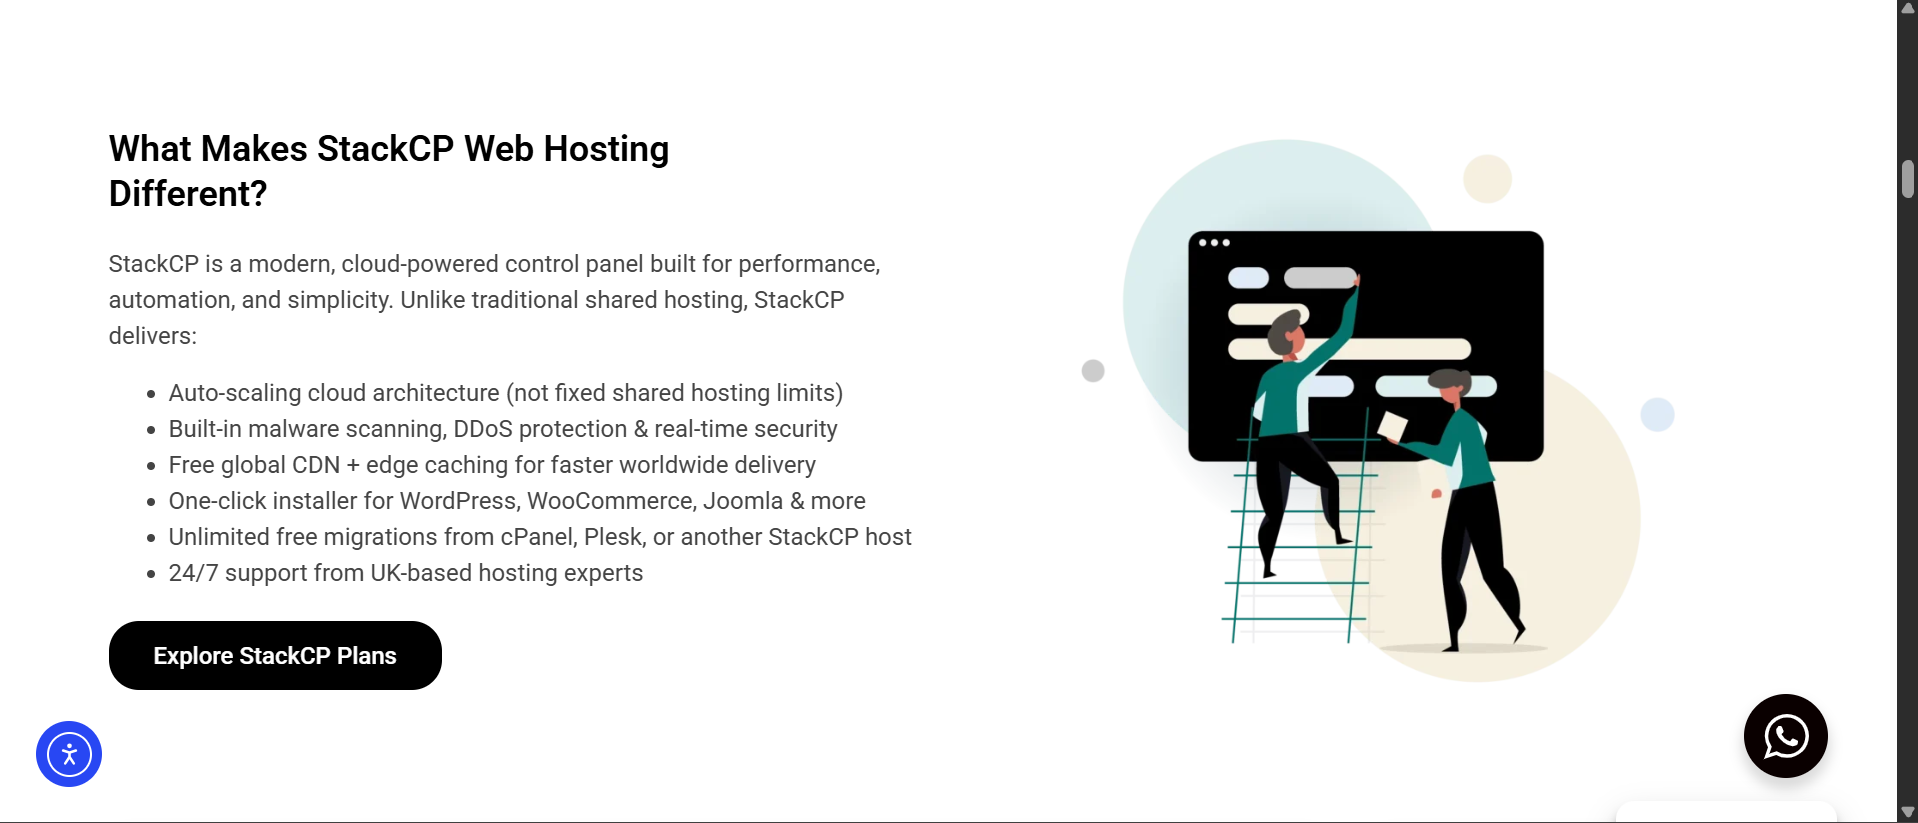 What Makes StackCP Web Hosting
Different?
StackCP is a modern, cloud-powered control panel built for performance,
automation, and simplicity. Unlike traditional shared hosting, StackCP
delivers:
Auto-scaling cloud architecture (not fixed shared hosting limits)
Built-in malware scanning, DDoS protection & real-time security
Free global CDN + edge caching for faster worldwide delivery
One-click installer for WordPress, WooCommerce, Joomla & more
Unlimited free migrations from cPanel, Plesk, or another StackCP host
24/7 support from UK-based hosting experts
Explore StackCP Plans